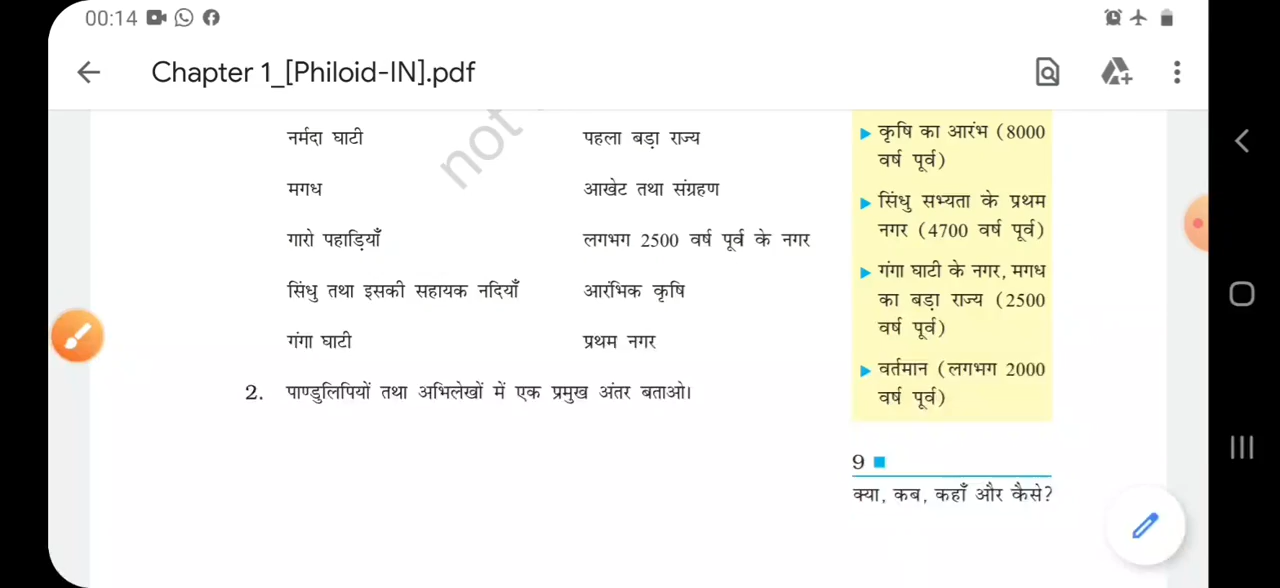 00:14
Chapter 1_[Philoid-IN].pdf
नर्मदा घाटी पहला बड़ा राज्य
मगध आखेट तथा संग्रहण
गारो पहाड़ियाँ लगभग 2500 वर्ष पूर्व के नगर
सिंधु तथा इसकी सहायक नदियाँ आरंभिक कृषि
गंगा घाटी प्रथम नगर
2. पाण्डुलिपियों तथा अभिलेखों में एक प्रमुख अंतर बताओ।
not
▶ कृषि का आरंभ (8000
वर्ष पूर्व)
▶ सिंधु सभ्यता के प्रथम
नगर (4700 वर्ष पूर्व)
▶ गंगा घाटी के नगर, मगध
का बड़ा राज्य (2500
वर्ष पूर्व)
▶ वर्तमान (लगभग 2000
वर्ष पूर्व)
9
क्या, कब, कहाँ और कैसे?